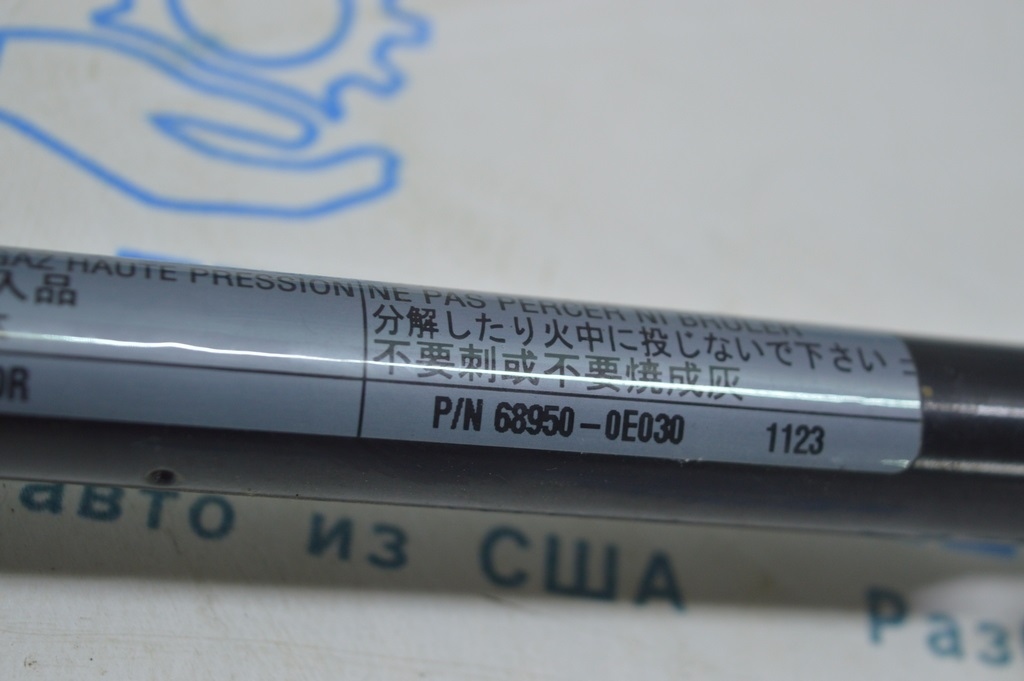 GAZ HAUTE PRESSION NE PAS PERCER NI BRULER
入品 分解したり火中に投じないで下さい
不要刺或不要焼成灰
OR P/N 68950-0E030 1123
авто из США Раз